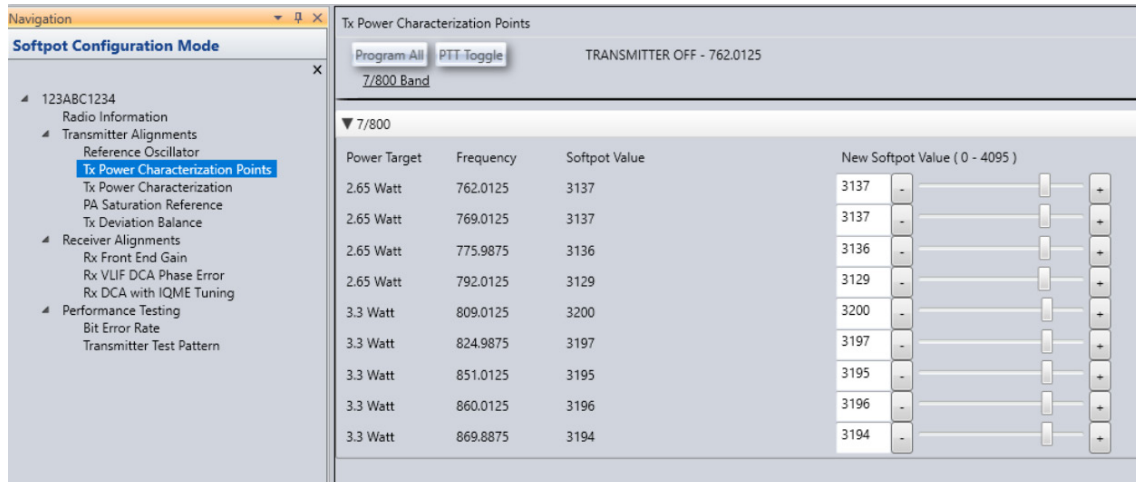 Navigation
Softpot Configuration Mode
X
123ABC1234
Radio Information
Transmitter Alignments
Reference Oscillator
Tx Power Characterization Points
Tx Power Characterization
PA Saturation Reference
Tx Deviation Balance
Receiver Alignments
Rx Front End Gain
Rx VLIF DCA Phase Error
Rx DCA with IQME Tuning
Performance Testing
Bit Error Rate
Transmitter Test Pattern
Tx Power Characterization Points
Program All PTT Toggle TRANSMITTER OFF - 762.0125
7/800 Band
7/800
Power Target Frequency Softpot Value New Softpot Value ( 0 - 4095 )
2.65 Watt 762.0125 3137 3137 - +
2.65 Watt 769.0125 3137 3137 - +
2.65 Watt 775.9875 3136 3136 - +
2.65 Watt 792.0125 3129 3129 - +
3.3 Watt 809.0125 3200 3200 - +
3.3 Watt 824.9875 3197 3197 - +
3.3 Watt 851.0125 3195 3195 - +
3.3 Watt 860.0125 3196 3196 - +
3.3 Watt 869.8875 3194 3194 - +